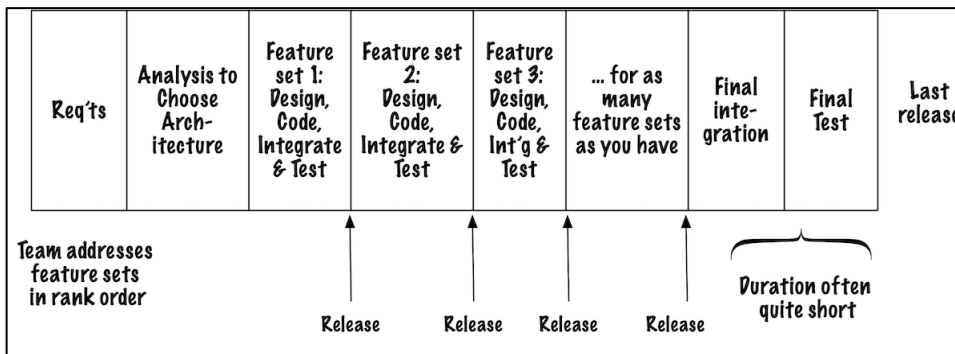 Req'ts
Analysis to
Choose
Arch-
itecture
Feature
set 1:
Design,
Code,
Integrate
& Test
Feature set
2:
Design,
Code,
Integrate &
Test
Feature
set 3:
Design,
Code,
Int'g &
Test
... for as
many
feature sets
as you have
Final
inte-
gration
Final
Test
Last
release
Team addresses
feature sets
in rank order
Release
Release
Release
Release
Duration often
quite short